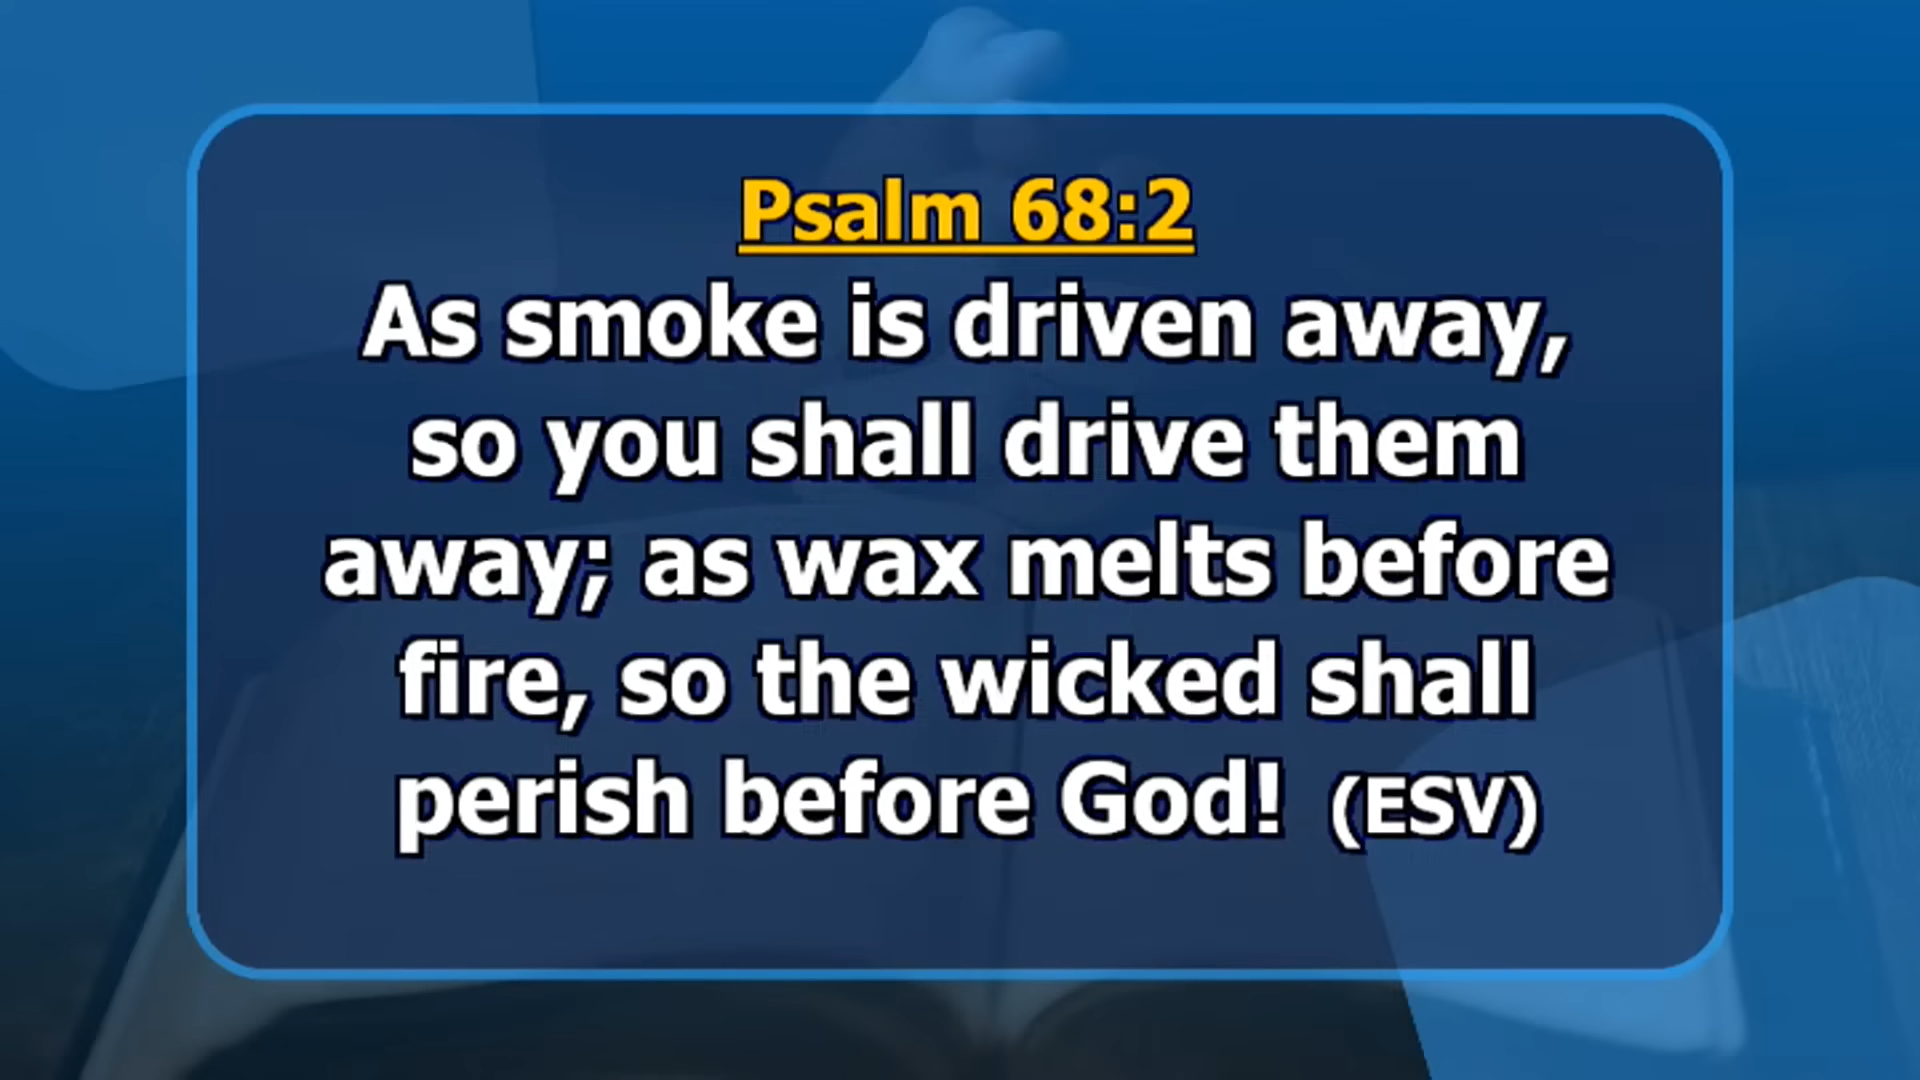 Psalm 68:2
As smoke is driven away,
so you shall drive them
away; as wax melts before
fire, so the wicked shall
perish before God! (ESV)